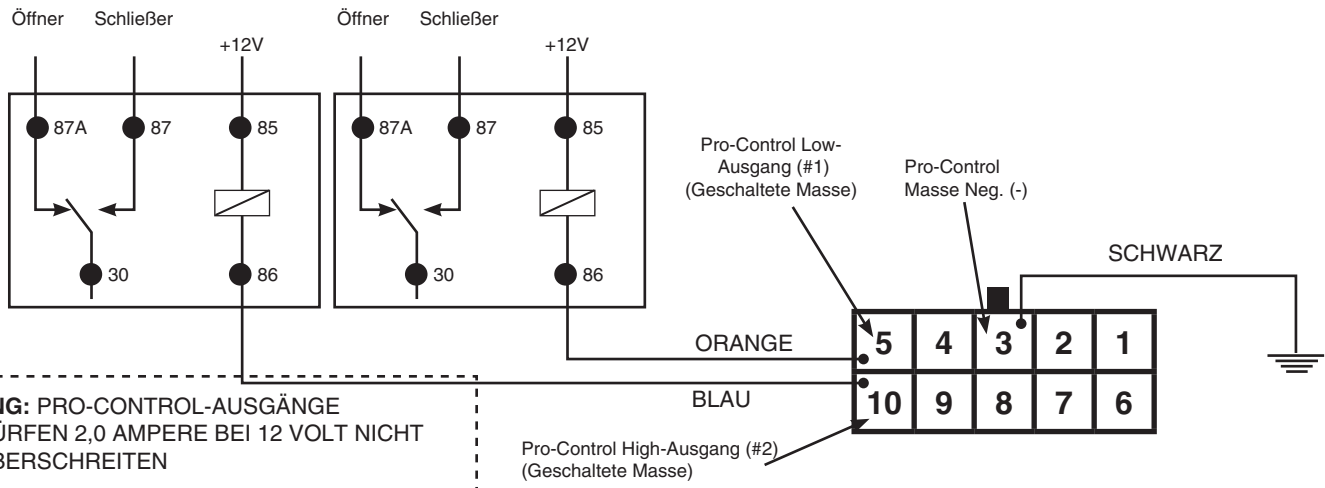 Öffner Schließer Öffner Schließer
+12V +12V
87A 87 85 87A 87 85
Pro-Control Low-
Ausgang (#1)
(Geschaltete Masse)
Pro-Control
Masse Neg. (-)
30 86 30 86
SCHWARZ
ORANGE
5 4 3 2 1
BLAU
10 9 8 7 6
NG: PRO-CONTROL-AUSGÄNGE
ÜRFEN 2,0 AMPERE BEI 12 VOLT NICHT
BERSCHREITEN
Pro-Control High-Ausgang (#2)
(Geschaltete Masse)